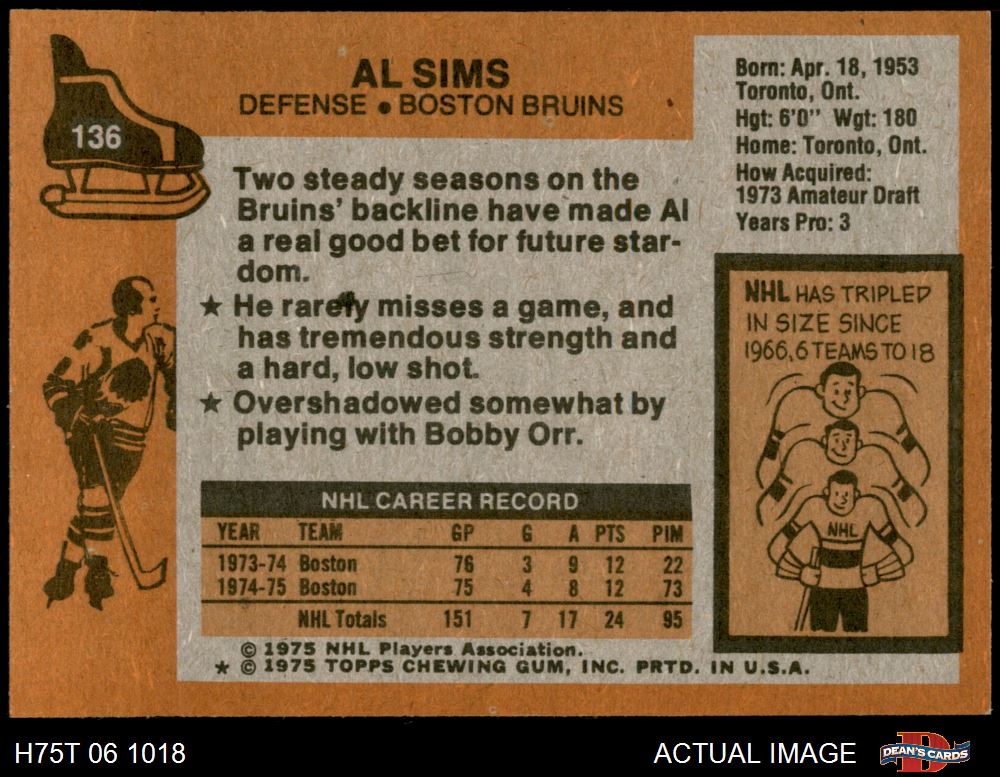 136
AL SIMS
DEFENSE • BOSTON BRUINS
Born: Apr. 18, 1953
Toronto, Ont.
Hgt: 6'0" Wgt: 180
Home: Toronto, Ont.
How Acquired:
1973 Amateur Draft
Years Pro: 3
Two steady seasons on the
Bruins' backline have made Al
a real good bet for future star-
dom.
★ He rarely misses a game, and
has tremendous strength and
a hard, low shot.
★ Overshadowed somewhat by
playing with Bobby Orr.
NHL HAS TRIPLED
IN SIZE SINCE
1966, 6 TEAMS TO 18
NHL
NHL CAREER RECORD
YEAR TEAM GP G A PTS PIM
1973-74 Boston 76 3 9 12 22
1974-75 Boston 75 4 8 12 73
NHL Totals 151 7 17 24 95
© 1975 NHL Players Association.
★ © 1975 TOPPS CHEWING GUM, INC. PRTD. IN U.S.A.
H75T 06 1018
ACTUAL IMAGE
D
DEAN'S CARDS